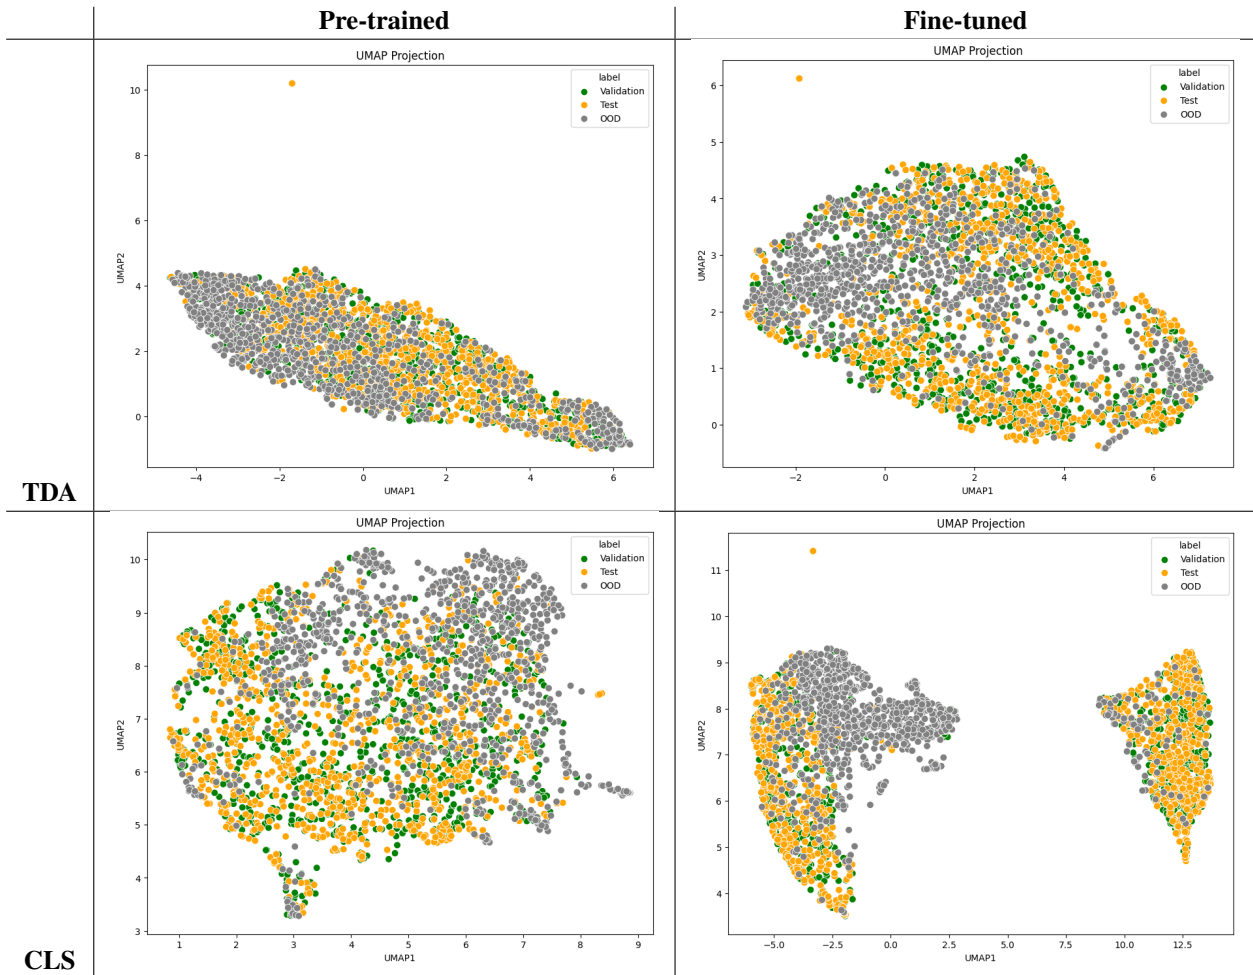 Pre-trained
Fine-tuned
TDA
UMAP Projection
label
Validation
Test
OOD
UMAP2
10
8
6
4
2
0
−4
−2
0
2
4
6
UMAP1
UMAP Projection
label
Validation
Test
OOD
UMAP2
6
5
4
3
2
1
0
−2
0
2
4
6
UMAP1
CLS
UMAP Projection
label
Validation
Test
OOD
UMAP2
10
9
8
7
6
5
4
3
1
2
3
4
5
6
7
8
9
UMAP1
UMAP Projection
label
Validation
Test
OOD
UMAP2
11
10
9
8
7
6
5
4
−5.0
−2.5
0.0
2.5
5.0
7.5
10.0
12.5
UMAP1